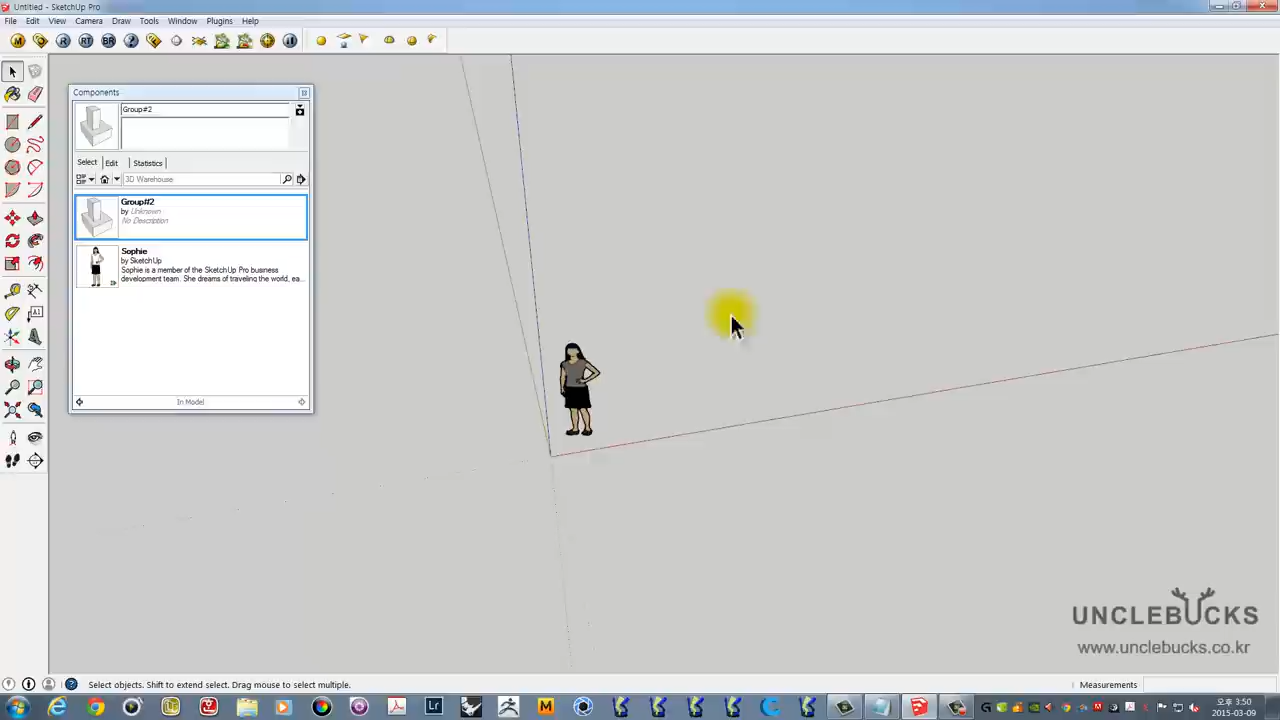 Untitled - SketchUp Pro
File Edit View Camera Draw Tools Window Plugins Help
M R RT BR
Components
Group#2
Select Edit Statistics
3D Warehouse
Group#2
by Unknown
No Description
Sophie
by SketchUp
Sophie is a member of the SketchUp Pro business
development team. She dreams of traveling the world, ea...
In Model
UNCLEBUCKS
www.unclebucks.co.kr
Select objects. Shift to extend select. Drag mouse to select multiple.
Measurements
Lr
M
오후 3:50
2015-03-09